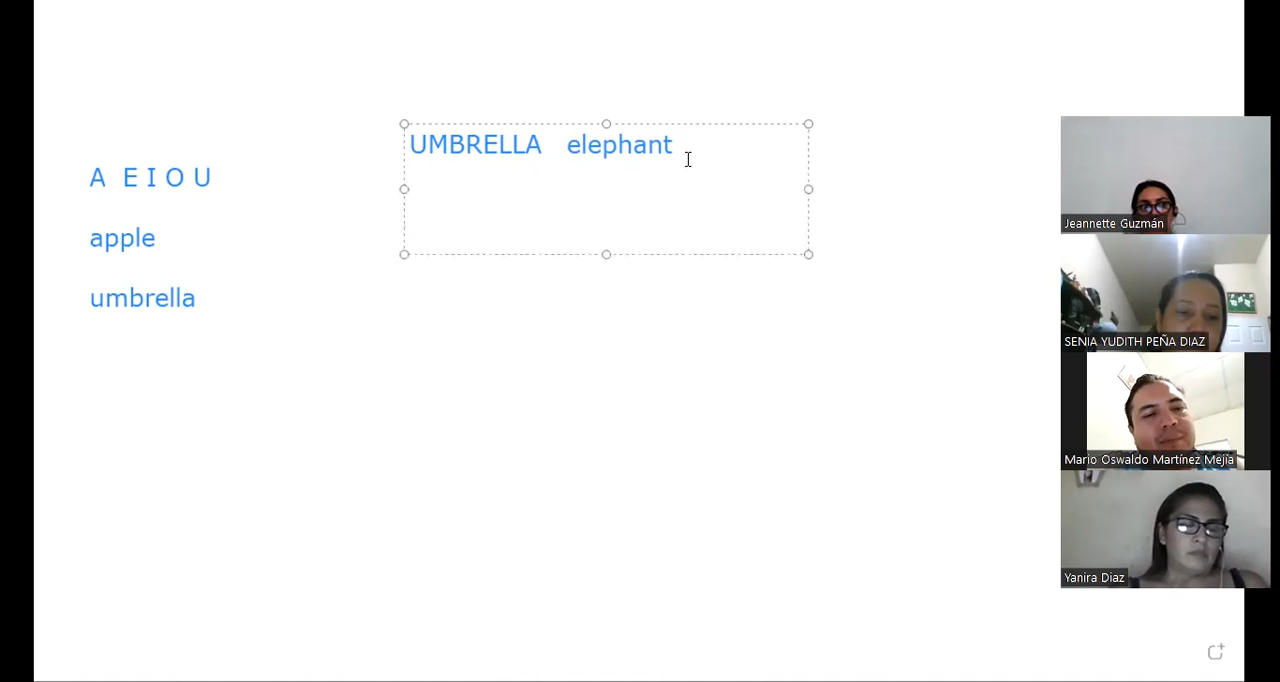 UMBRELLA elephant
A E I O U
apple
umbrella
Jeannette Guzmán
SENIA YUDITH PEÑA DIAZ
Mario Oswaldo Martínez Mejía
Yanira Diaz